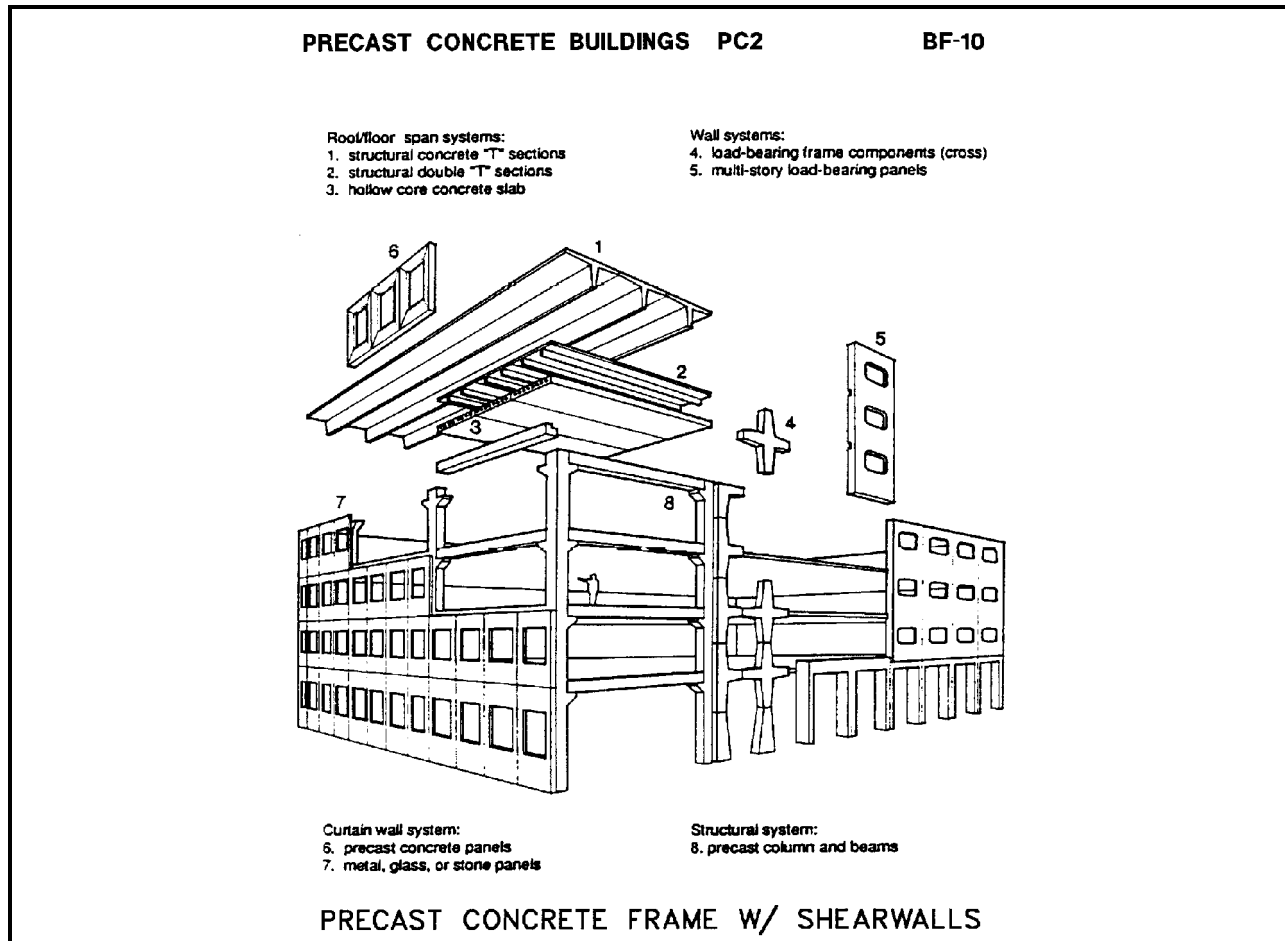 PRECAST CONCRETE BUILDINGS PC2 BF-10
Roof/floor span systems:
1. structural concrete "T" sections
2. structural double "T" sections
3. hollow core concrete slab
Wall systems:
4. load-bearing frame components (cross)
5. multi-story load-bearing panels
6
1
5
2
3
4
7
8
Curtain wall system:
6. precast concrete panels
7. metal, glass, or stone panels
Structural system:
8. precast column and beams
PRECAST CONCRETE FRAME W/ SHEARWALLS